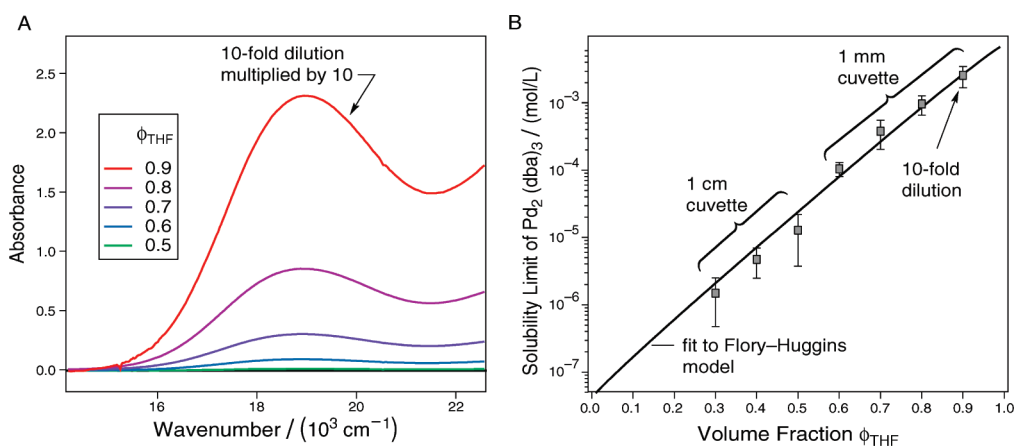 A
10-fold dilution
multiplied by 10
ϕTHF
0.9
0.8
0.7
0.6
0.5
Absorbance
2.5
2.0
1.5
1.0
0.5
0.0
16
18
20
22
Wavenumber / (10³ cm⁻¹)
B
1 mm
cuvette
1 cm
cuvette
10-fold
dilution
fit to Flory–Huggins
model
Solubility Limit of Pd₂ (dba)₃ / (mol/L)
10⁻³
10⁻⁴
10⁻⁵
10⁻⁶
10⁻⁷
0.0 0.1 0.2 0.3 0.4 0.5 0.6 0.7 0.8 0.9 1.0
Volume Fraction ϕTHF